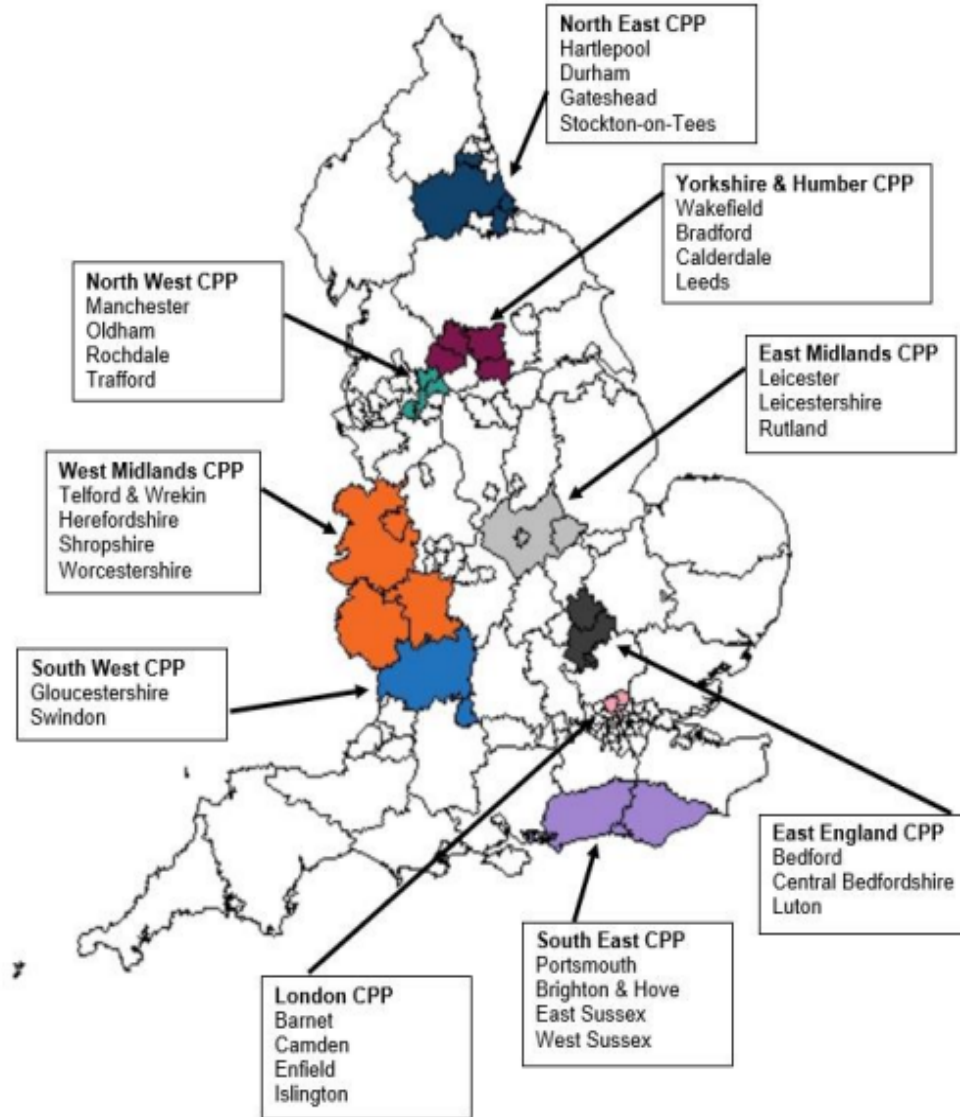 North East CPP
Hartlepool
Durham
Gateshead
Stockton-on-Tees
Yorkshire & Humber CPP
Wakefield
Bradford
Calderdale
Leeds
North West CPP
Manchester
Oldham
Rochdale
Trafford
East Midlands CPP
Leicester
Leicestershire
Rutland
West Midlands CPP
Telford & Wrekin
Herefordshire
Shropshire
Worcestershire
South West CPP
Gloucestershire
Swindon
East England CPP
Bedford
Central Bedfordshire
Luton
South East CPP
Portsmouth
Brighton & Hove
East Sussex
West Sussex
London CPP
Barnet
Camden
Enfield
Islington